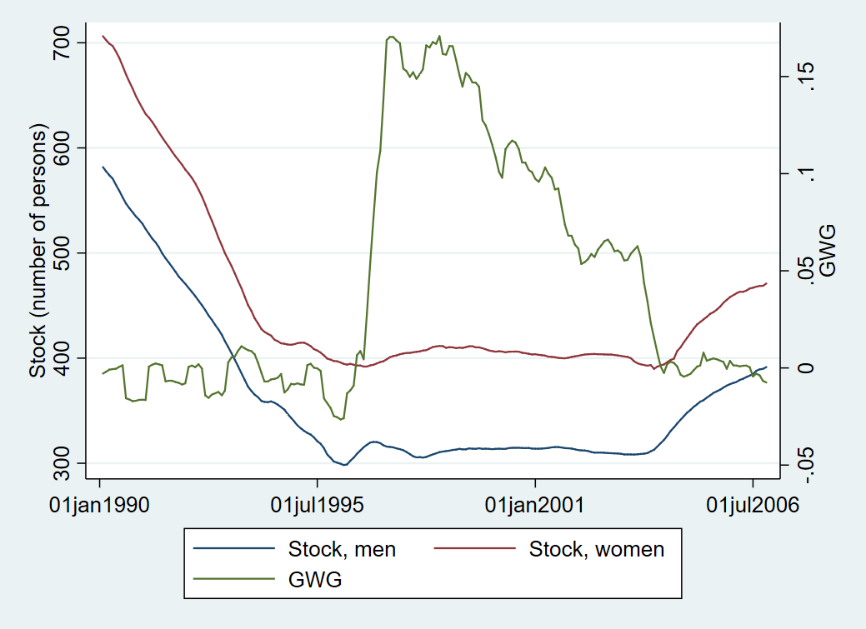 Stock (number of persons)
700
600
500
400
300
.15
.1
.05
0
-.05
GWG
01jan1990 01jul1995 01jan2001 01jul2006
Stock, men Stock, women
GWG